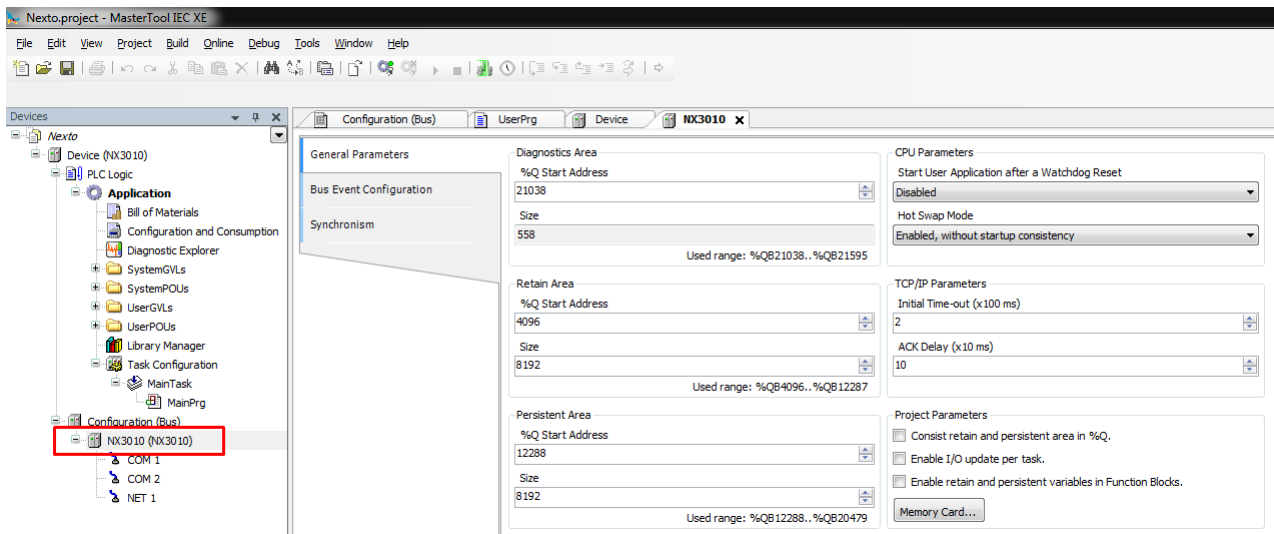 Nexto.project - MasterTool IEC XE
File Edit View Project Build Online Debug Tools Window Help
Devices
Nexto
Device (NX3010)
PLC Logic
Application
Bill of Materials
Configuration and Consumption
Diagnostic Explorer
SystemGVLs
SystemPOUs
UserGVLs
UserPOUs
Library Manager
Task Configuration
MainTask
MainPrg
Configuration (Bus)
NX3010 (NX3010)
COM 1
COM 2
NET 1
Configuration (Bus) UserPrg Device NX3010
General Parameters
Bus Event Configuration
Synchronism
Diagnostics Area
%Q Start Address
21038
Size
558
Used range: %QB21038..%QB21595
Retain Area
%Q Start Address
4096
Size
8192
Used range: %QB4096..%QB12287
Persistent Area
%Q Start Address
12288
Size
8192
Used range: %QB12288..%QB20479
CPU Parameters
Start User Application after a Watchdog Reset
Disabled
Hot Swap Mode
Enabled, without startup consistency
TCP/IP Parameters
Initial Time-out (x100 ms)
2
ACK Delay (x10 ms)
10
Project Parameters
Consist retain and persistent area in %Q.
Enable I/O update per task.
Enable retain and persistent variables in Function Blocks.
Memory Card...